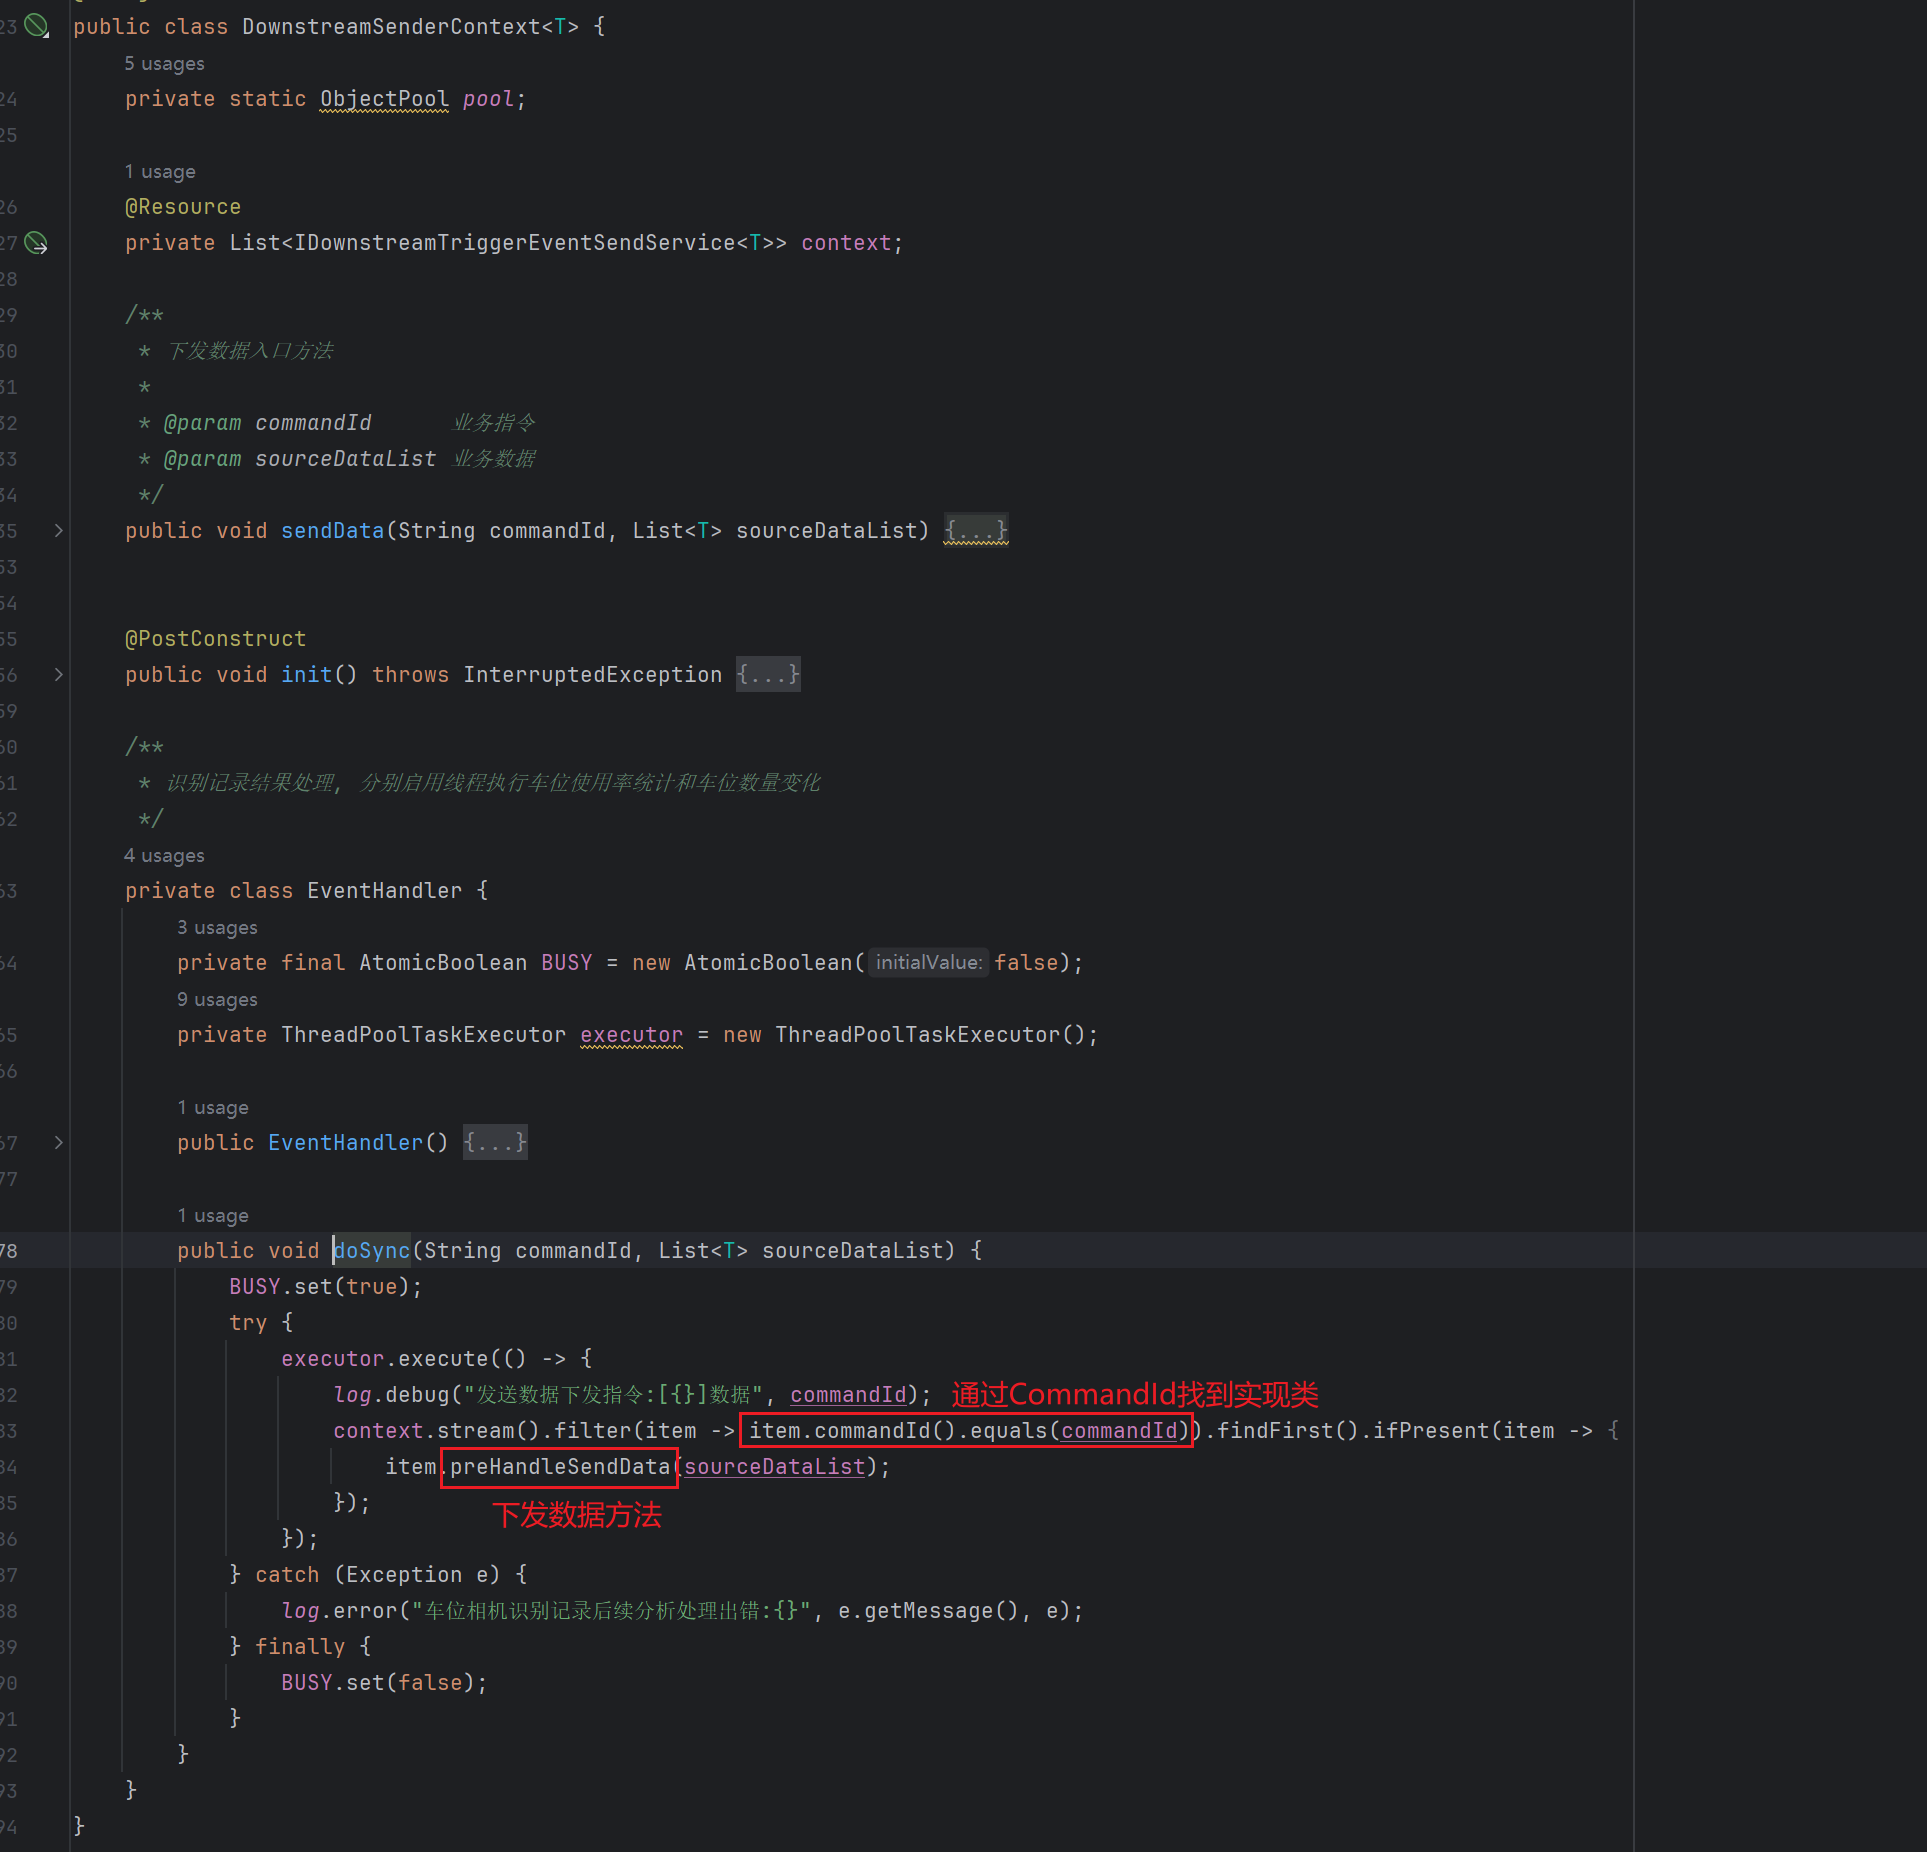 23 public class DownstreamSenderContext<T> {
5 usages
24 private static ObjectPool pool;
25
1 usage
26 @Resource
27 private List<IDownstreamTriggerEventSendService<T>> context;
28
29 /**
30 * 下发数据入口方法
31 *
32 * @param commandId 业务指令
33 * @param sourceDataList 业务数据
34 */
35 public void sendData(String commandId, List<T> sourceDataList) {...}
53
54
55 @PostConstruct
56 public void init() throws InterruptedException {...}
59
60 /**
61 * 识别记录结果处理, 分别启用线程执行车位使用率统计和车位数量变化
62 */
4 usages
63 private class EventHandler {
3 usages
64 private final AtomicBoolean BUSY = new AtomicBoolean( initialValue: false);
9 usages
65 private ThreadPoolTaskExecutor executor = new ThreadPoolTaskExecutor();
66
1 usage
67 public EventHandler() {...}
77
1 usage
78 public void doSync(String commandId, List<T> sourceDataList) {
79 BUSY.set(true);
80 try {
81 executor.execute(() -> {
82 log.debug("发送数据下发指令:[{}]数据", commandId); 通过CommandId找到实现类
83 context.stream().filter(item -> item.commandId().equals(commandId)).findFirst().ifPresent(item -> {
84 item.preHandleSendData(sourceDataList);
85 });
下发数据方法
86 });
87 } catch (Exception e) {
88 log.error("车位相机识别记录后续分析处理出错:{}", e.getMessage(), e);
89 } finally {
90 BUSY.set(false);
91 }
92 }
93 }
94 }